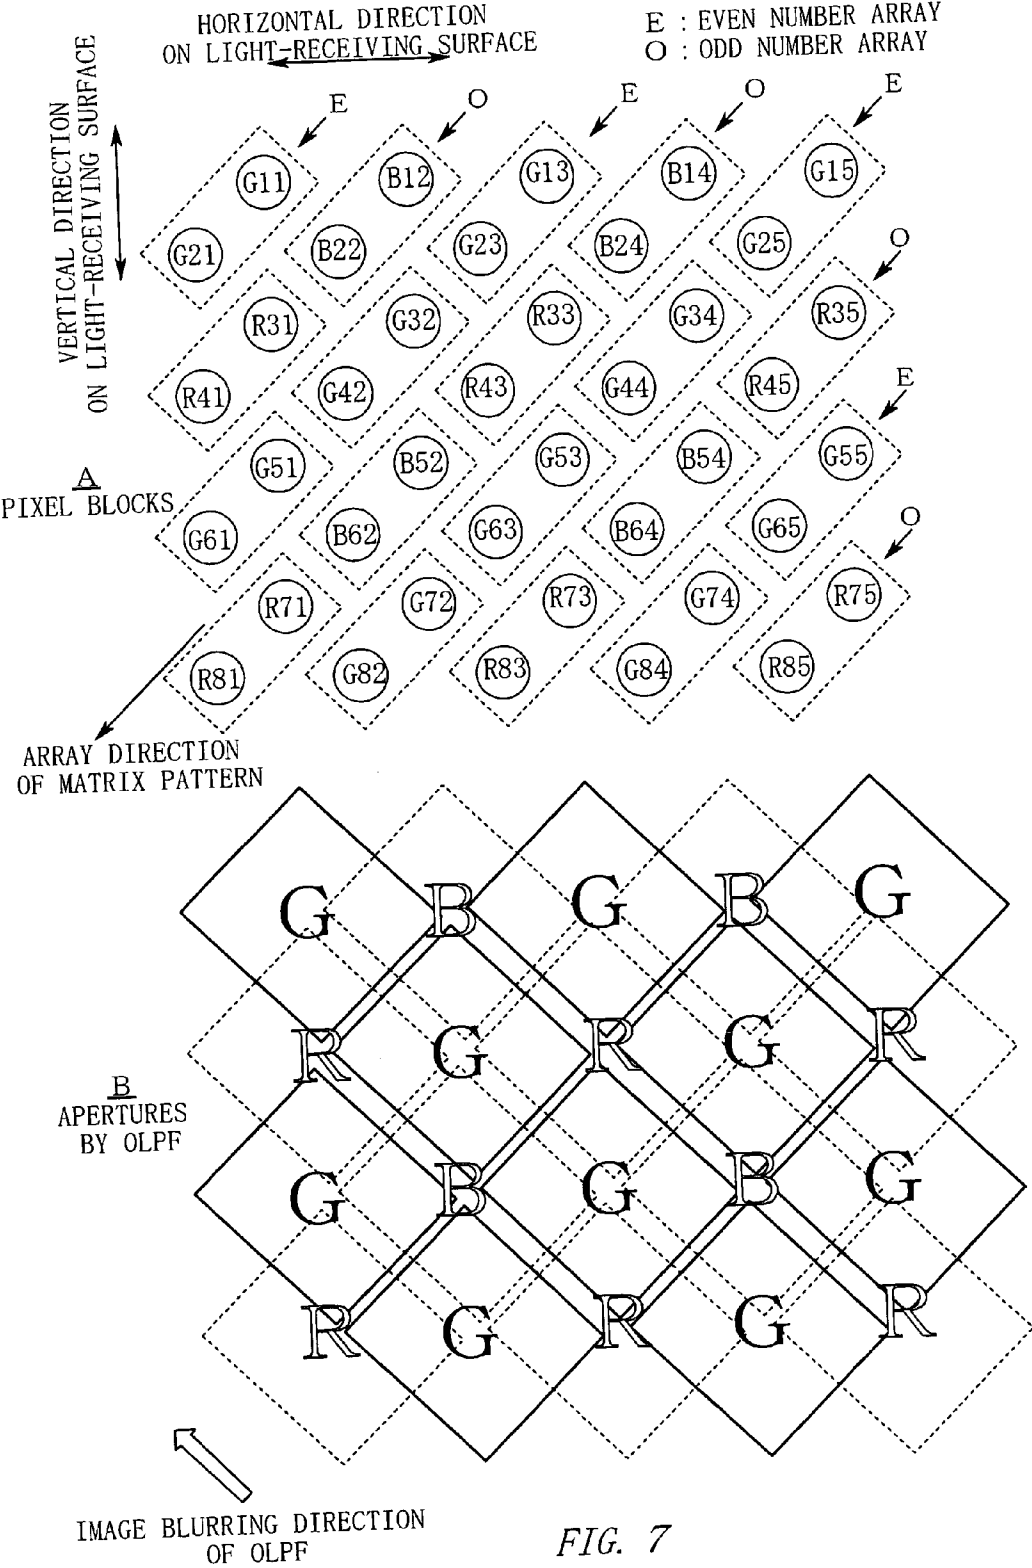 HORIZONTAL DIRECTION
ON LIGHT-RECEIVING SURFACE
E : EVEN NUMBER ARRAY
O : ODD NUMBER ARRAY
VERTICAL DIRECTION
ON LIGHT-RECEIVING SURFACE
E O E O E
G11 B12 G13 B14 G15
G21 B22 G23 B24 G25
O
R31 G32 R33 G34 R35
R41 G42 R43 G44 R45
E
G51 B52 G53 B54 G55
A
PIXEL BLOCKS
G61 B62 G63 B64 G65
O
R71 G72 R73 G74 R75
R81 G82 R83 G84 R85
ARRAY DIRECTION
OF MATRIX PATTERN
G B G B G
R G R G R
B
APERTURES
BY OLPF
G B G B G
R G R G R
IMAGE BLURRING DIRECTION
OF OLPF
FIG. 7